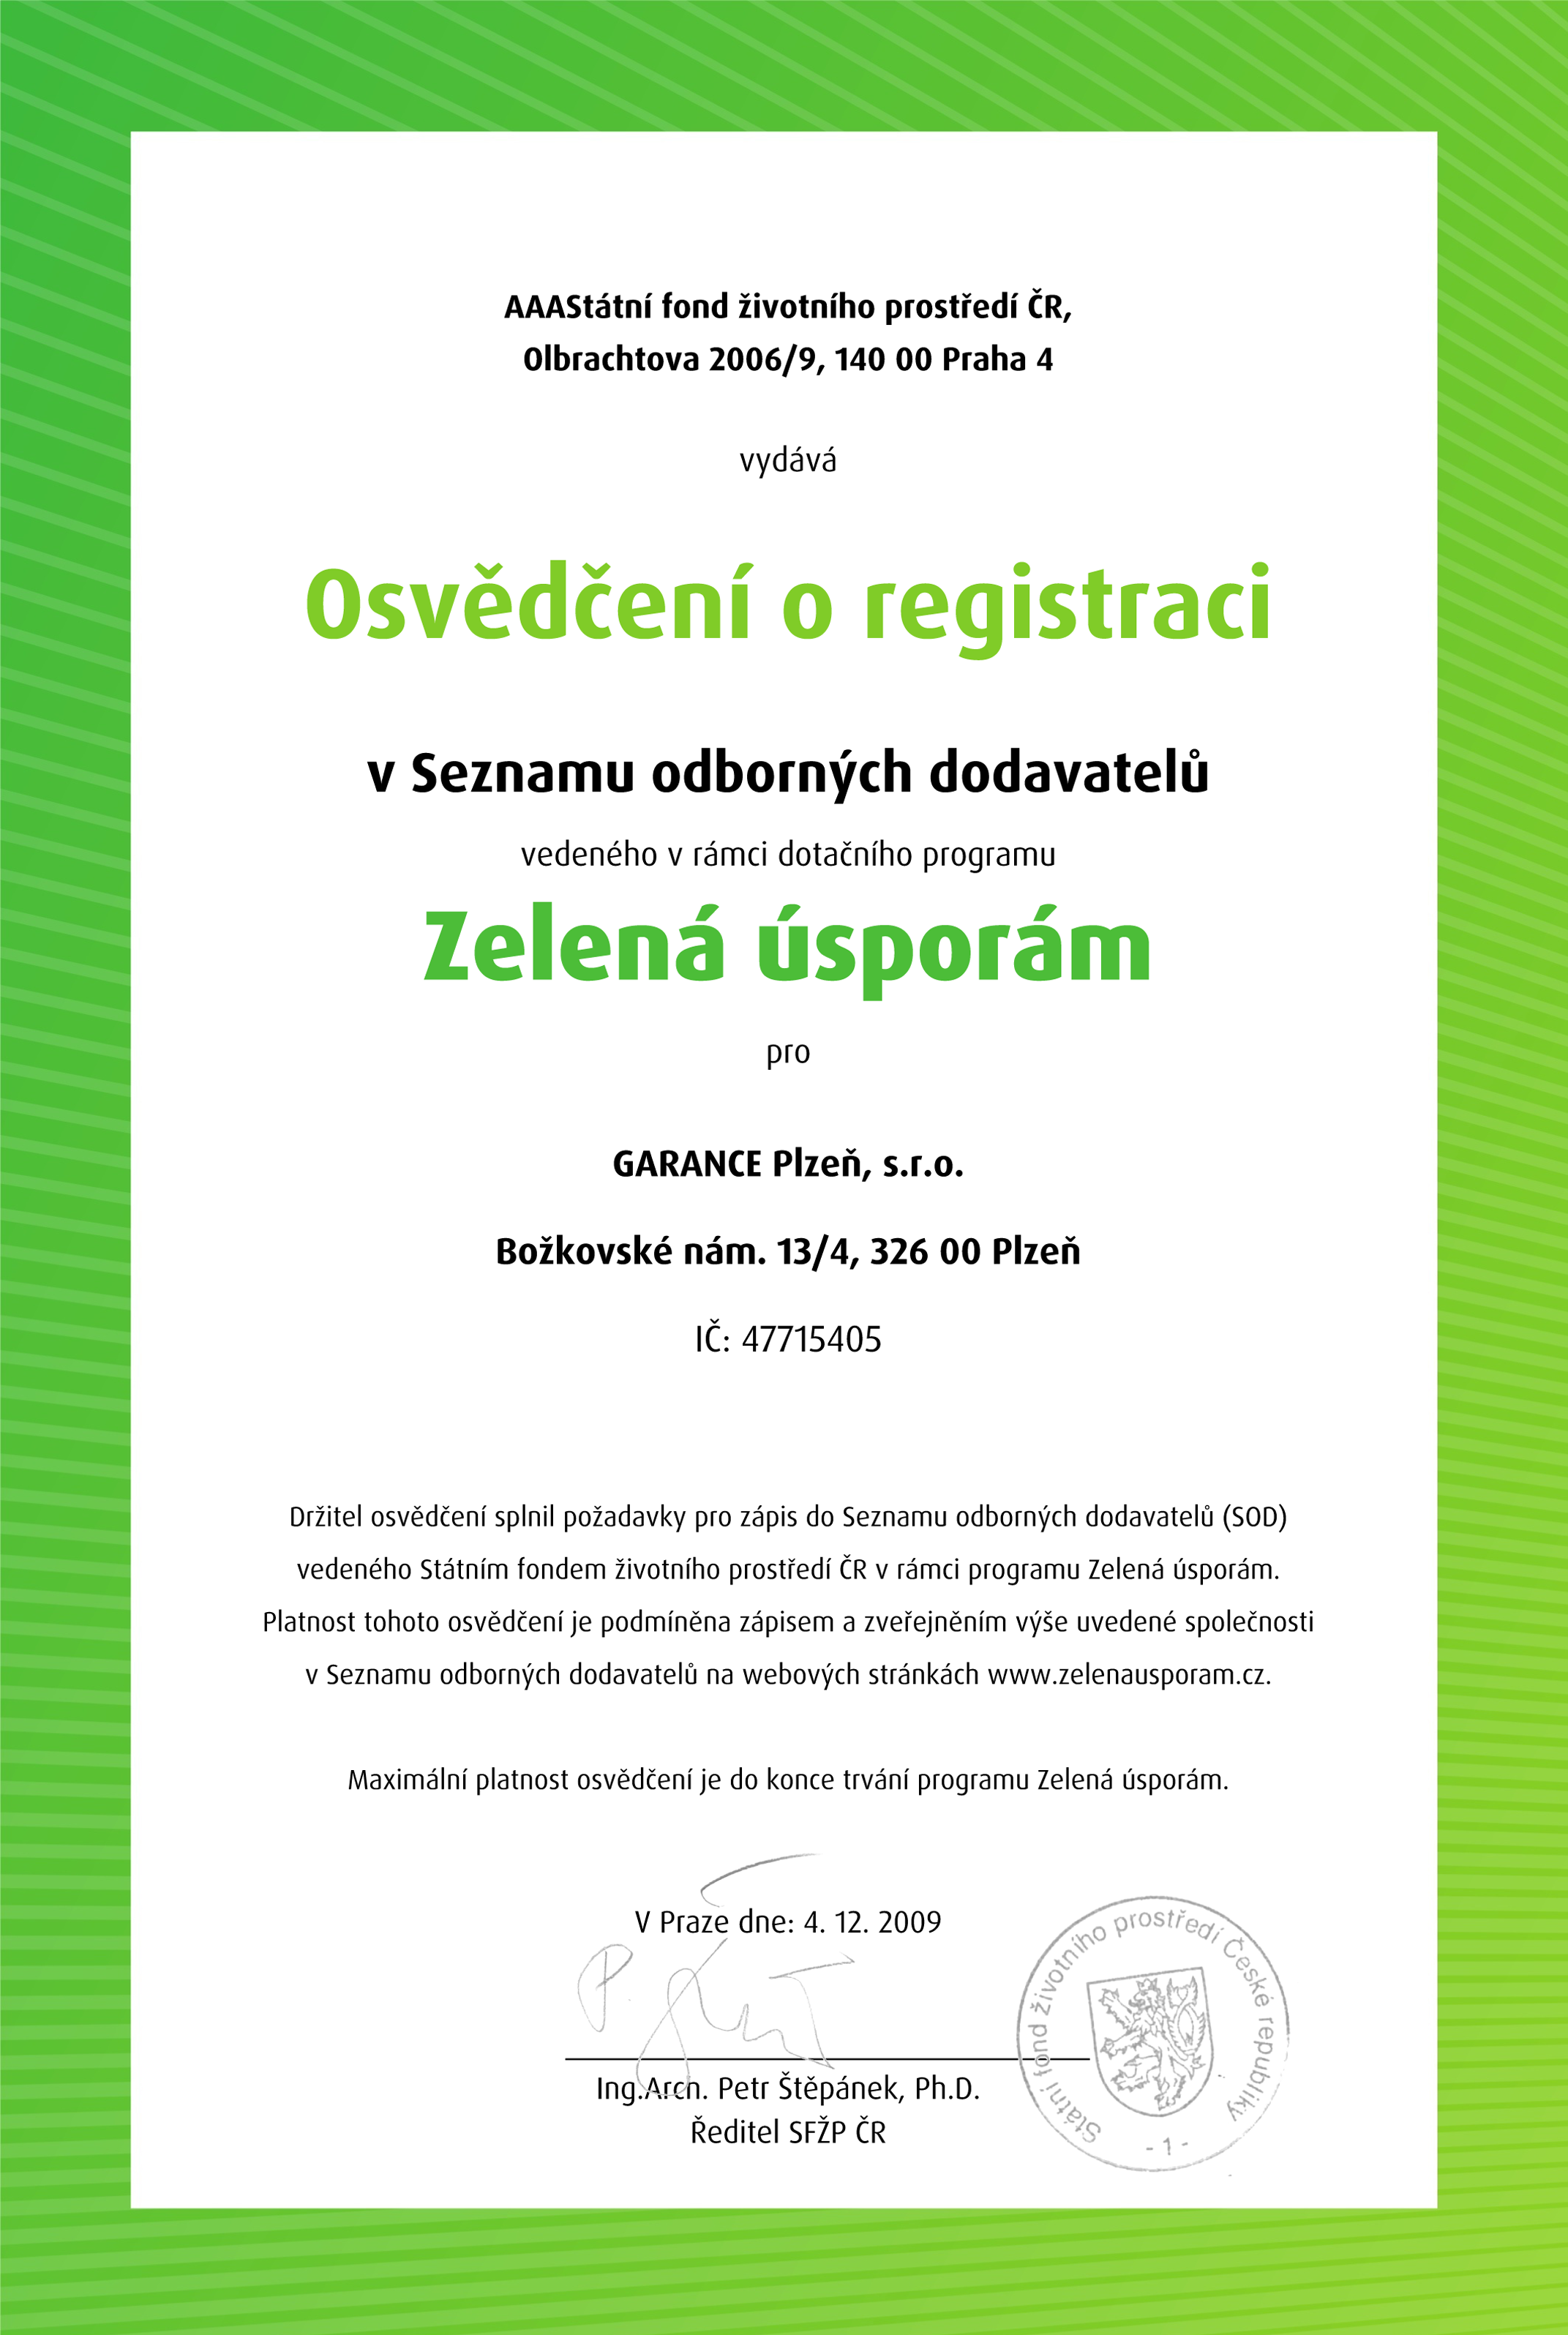 AAAStátní fond životního prostředí ČR,
Olbrachtova 2006/9, 140 00 Praha 4
vydává
Osvědčení o registraci
v Seznamu odborných dodavatelů
vedeného v rámci dotačního programu
Zelená úsporám
pro
GARANCE Plzeň, s.r.o.
Božkovské nám. 13/4, 326 00 Plzeň
IČ: 47715405
Držitel osvědčení splnil požadavky pro zápis do Seznamu odborných dodavatelů (SOD)
vedeného Státním fondem životního prostředí ČR v rámci programu Zelená úsporám.
Platnost tohoto osvědčení je podmíněna zápisem a zveřejněním výše uvedené společnosti
v Seznamu odborných dodavatelů na webových stránkách www.zelenausporam.cz.
Maximální platnost osvědčení je do konce trvání programu Zelená úsporám.
V Praze dne: 4. 12. 2009
Ing.Arch. Petr Štěpánek, Ph.D.
Ředitel SFŽP ČR
Státní fond životního prostředí České republiky
- 1 -